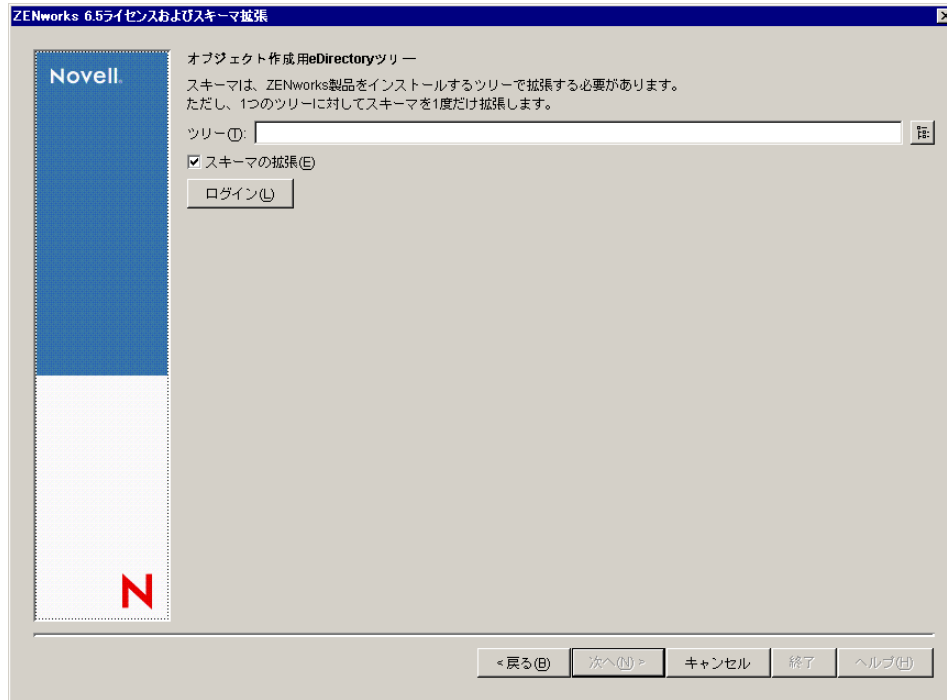 ZENworks 6.5ライセンスおよびスキーマ拡張
Novell.
オブジェクト作成用eDirectoryツリー
スキーマは、ZENworks製品をインストールするツリーで拡張する必要があります。
ただし、1つのツリーに対してスキーマを1度だけ拡張します。
ツリー(T):
スキーマの拡張(E)
ログイン(L)
N
<戻る(B)
次へ(N) >
キャンセル
終了
ヘルプ(H)